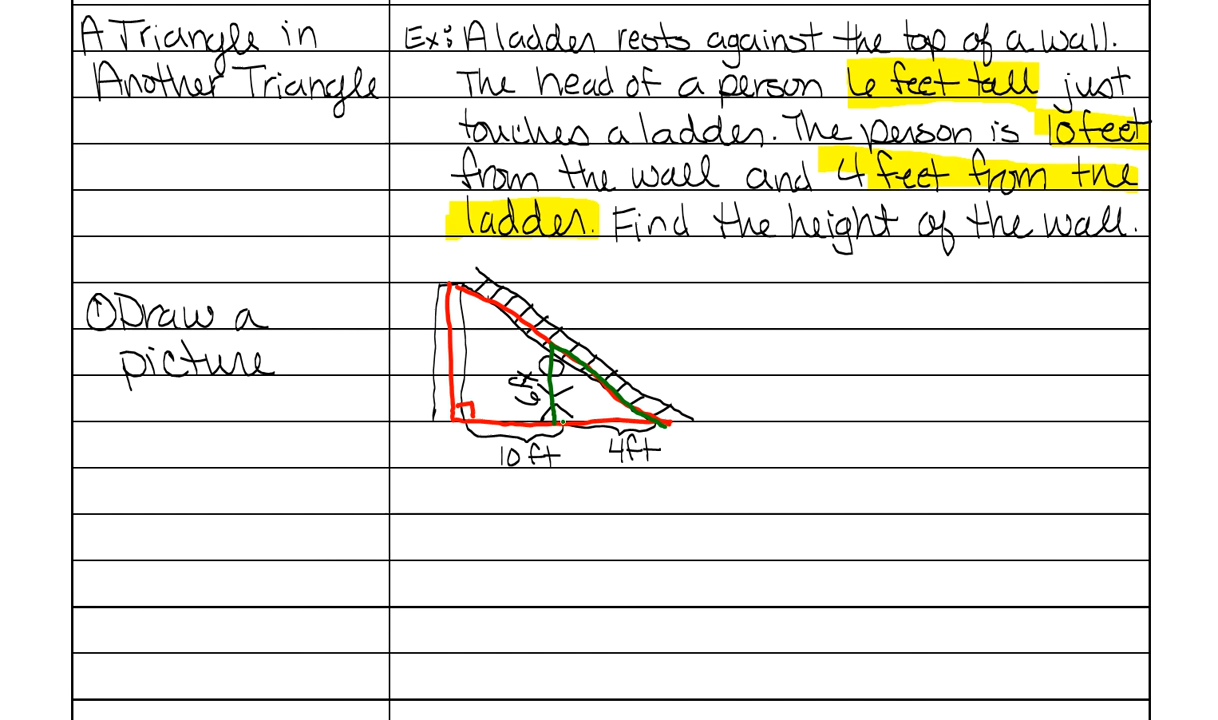 A Triangle in
Another Triangle
Ex: A ladder rests against the top of a wall.
The head of a person 6 feet tall just
touches a ladder. The person is 10 feet
from the wall and 4 feet from the
ladder. Find the height of the wall.
① Draw a
picture
6ft
10 ft
4ft